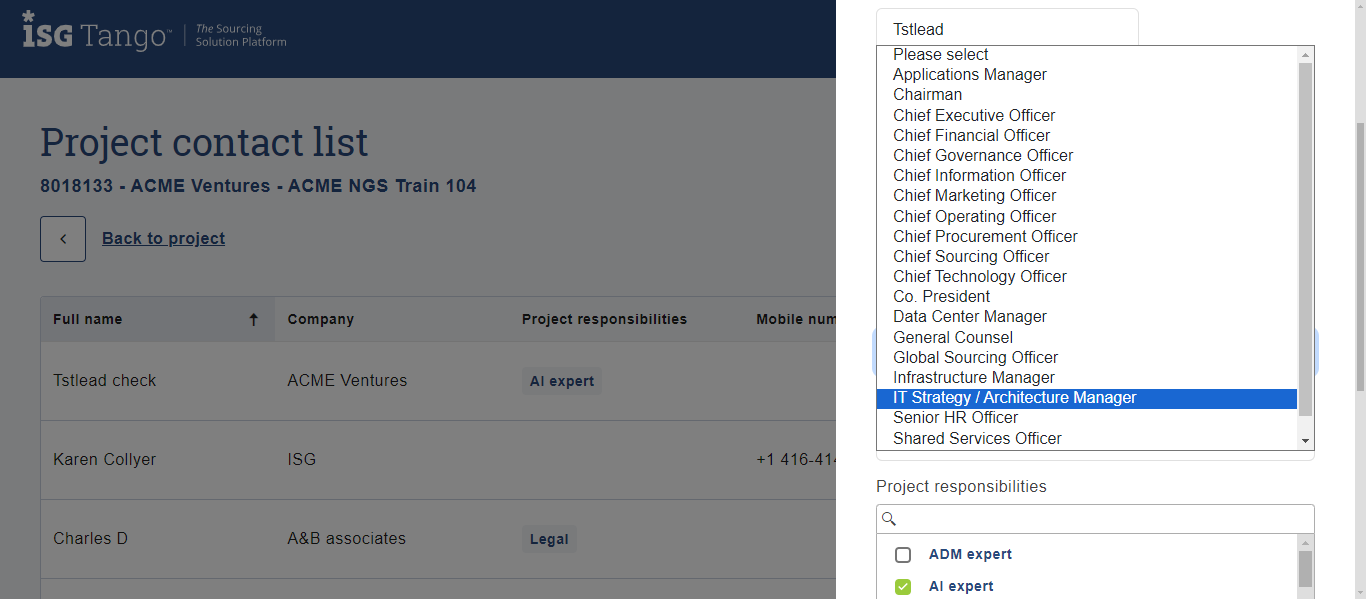 ISG Tango™ The Sourcing
Solution Platform
Project contact list
8018133 - ACME Ventures - ACME NGS Train 104
Back to project
Full name Company Project responsibilities Mobile num
Tstlead check ACME Ventures AI expert
Karen Collyer ISG +1 416-414
Charles D A&B associates Legal
Tstlead
Please select
Applications Manager
Chairman
Chief Executive Officer
Chief Financial Officer
Chief Governance Officer
Chief Information Officer
Chief Marketing Officer
Chief Operating Officer
Chief Procurement Officer
Chief Sourcing Officer
Chief Technology Officer
Co. President
Data Center Manager
General Counsel
Global Sourcing Officer
Infrastructure Manager
IT Strategy / Architecture Manager
Senior HR Officer
Shared Services Officer
Project responsibilities
ADM expert
AI expert